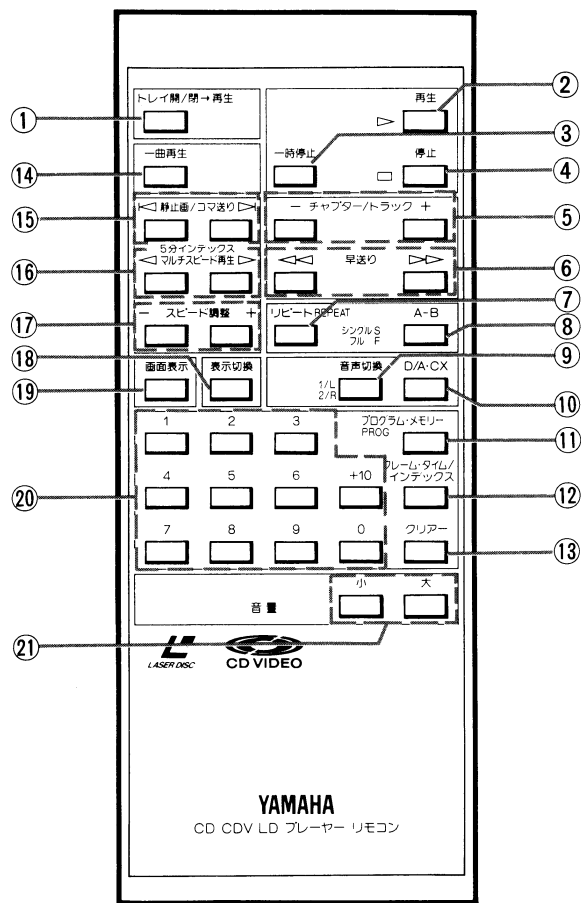 トレイ開/閉→再生
再生
②
①
③
一曲再生
一時停止
停止
④
⑭
静止画/コマ送り
− チャプター/トラック +
⑮
⑤
5分インデックス
マルチスピード再生
早送り
⑯
⑥
− スピード調整 +
リピート REPEAT
A-B
⑦
シングル S
フル F
⑰
⑧
⑱
画面表示
表示切換
音声切換
D/A・CX
⑨
1/L
2/R
⑲
⑩
1
2
3
プログラム・メモリー
PROG
⑪
4
5
6
+10
フレーム・タイム/
インデックス
⑳
⑫
7
8
9
0
クリアー
⑬
音量
小
大
㉑
LASER DISC
CD VIDEO
YAMAHA
CD CDV LD プレーヤー リモコン